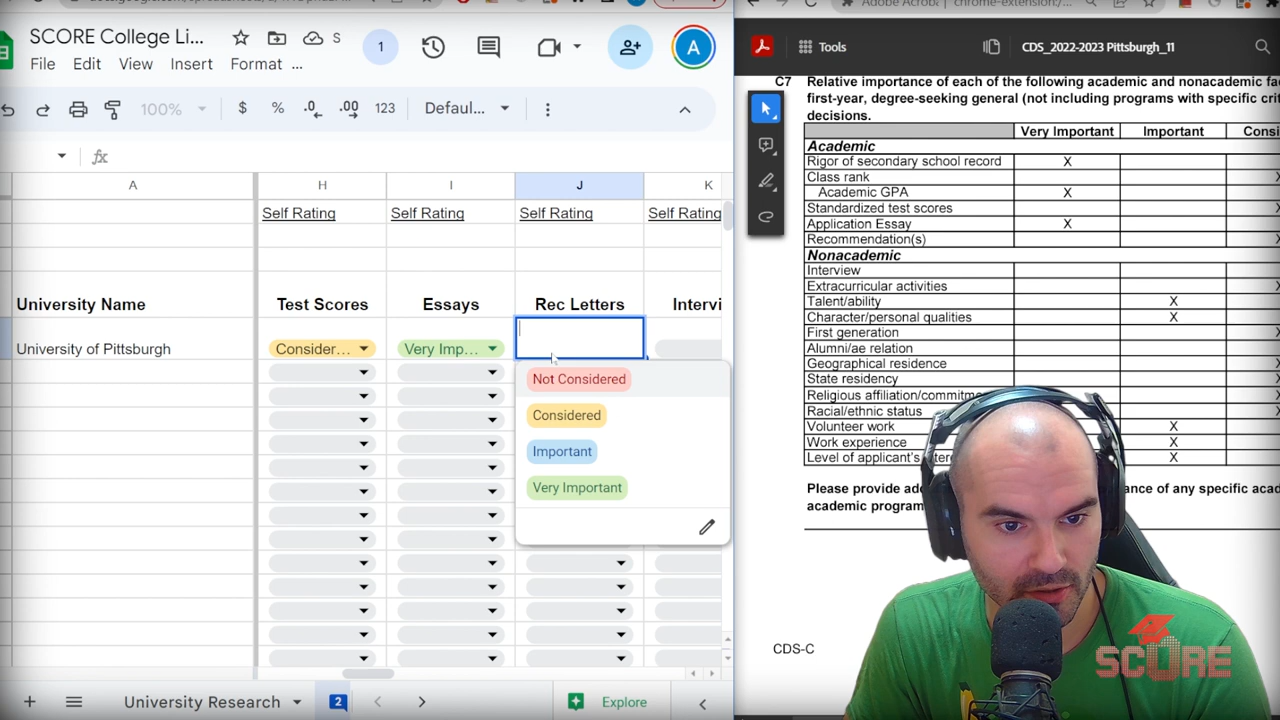 SCORE College Li...
S
1
A
File Edit View Insert Format ...
100% $ % .0 .00 123 Defaul...
fx
A H I J K
Self Rating Self Rating Self Rating Self Rating
University Name Test Scores Essays Rec Letters Intervi
University of Pittsburgh Consider... Very Imp...
Not Considered
Considered
Important
Very Important
University Research 2 Explore
Adobe Acroba chrome-extension:/...
Tools CDS_2022-2023 Pittsburgh_11
C7 Relative importance of each of the following academic and nonacademic fa
first-year, degree-seeking general (not including programs with specific cri
decisions.
Very Important Important Consi
Academic
Rigor of secondary school record X
Class rank X
Academic GPA X
Standardized test scores X
Application Essay X
Recommendation(s) X
Nonacademic
Interview
Extracurricular activities X
Talent/ability X
Character/personal qualities X
First generation X
Alumni/ae relation
Geographical residence X
State residency X
Religious affiliation/commitme
Racial/ethnic status X
Volunteer work X
Work experience X
Level of applicant's X
Please provide add ance of any specific acad
academic program
CDS-C
SCORE